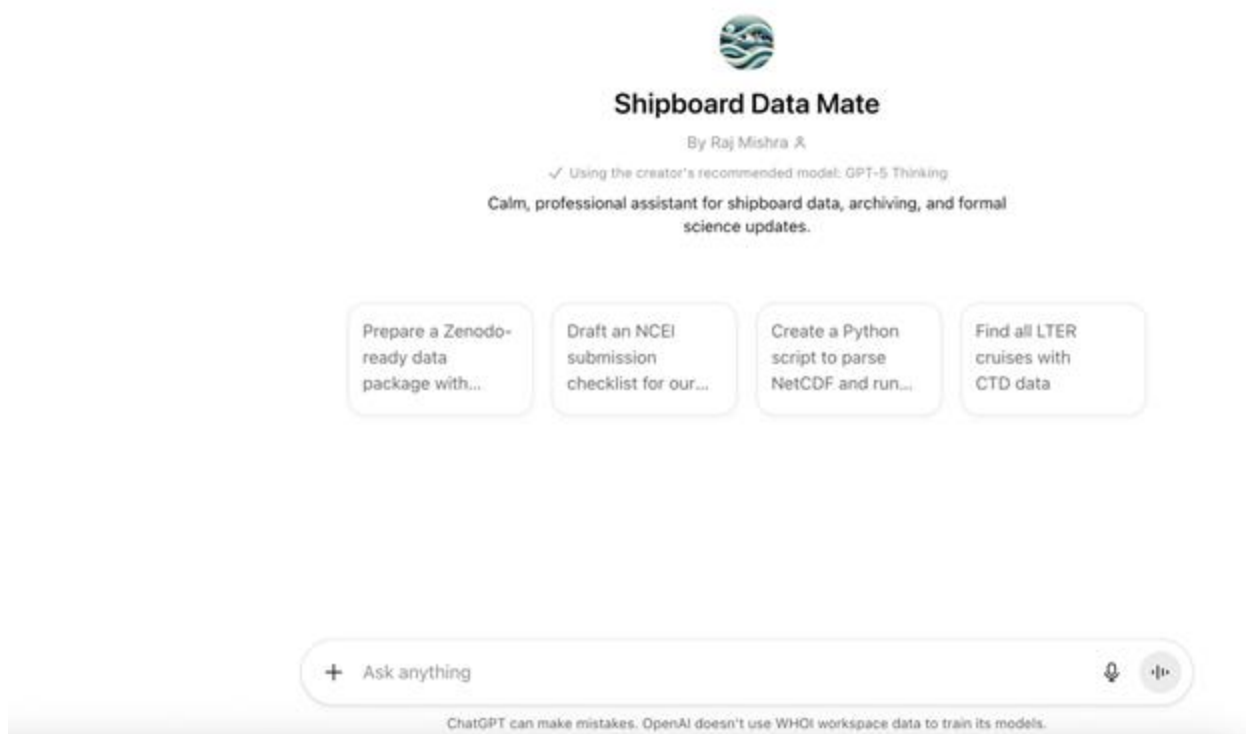 Shipboard Data Mate
By Raj Mishra
Using the creator's recommended model: GPT-5 Thinking
Calm, professional assistant for shipboard data, archiving, and formal
science updates.
Prepare a Zenodo-
ready data
package with...
Draft an NCEI
submission
checklist for our...
Create a Python
script to parse
NetCDF and run...
Find all LTER
cruises with
CTD data
Ask anything
ChatGPT can make mistakes. OpenAI doesn't use WHOI workspace data to train its models.